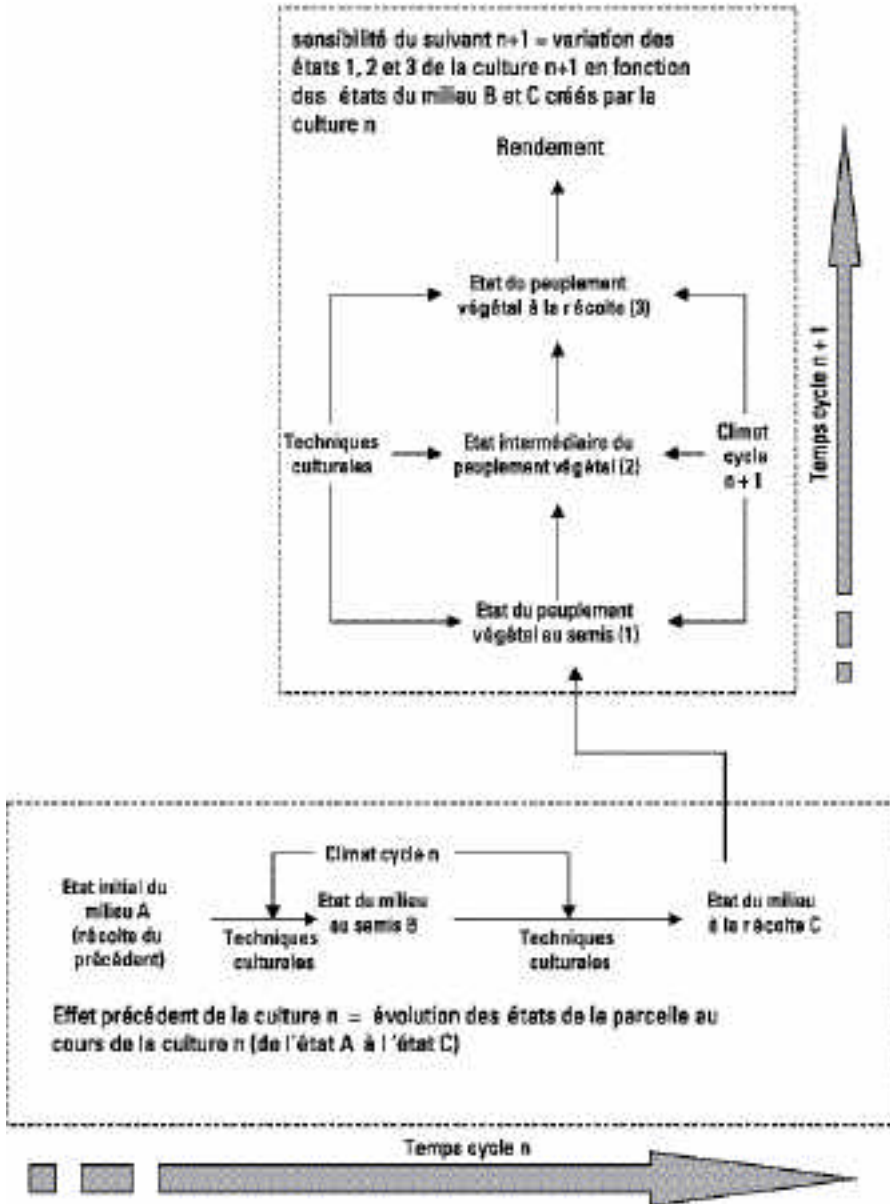 sensibilité du suivant n+1 = variation des
états 1, 2 et 3 de la culture n+1 en fonction
des états du milieu B et C créés par la
culture n
Rendement
Etat du peuplement
végétal à la récolte (3)
Techniques
culturales
Etat intermédiaire du
peuplement végétal (2)
Climat
cycle
n + 1
Etat du peuplement
végétal au semis (1)
Temps cycle n + 1
Climat cycle n
Etat initial du
milieu A
(récolte du
précédent)
Etat du milieu
au semis B
Techniques
culturales
Techniques
culturales
Etat du milieu
à la récolte C
Effet précédent de la culture n = évolution des états de la parcelle au
cours de la culture n (de l'état A à l'état C)
Temps cycle n